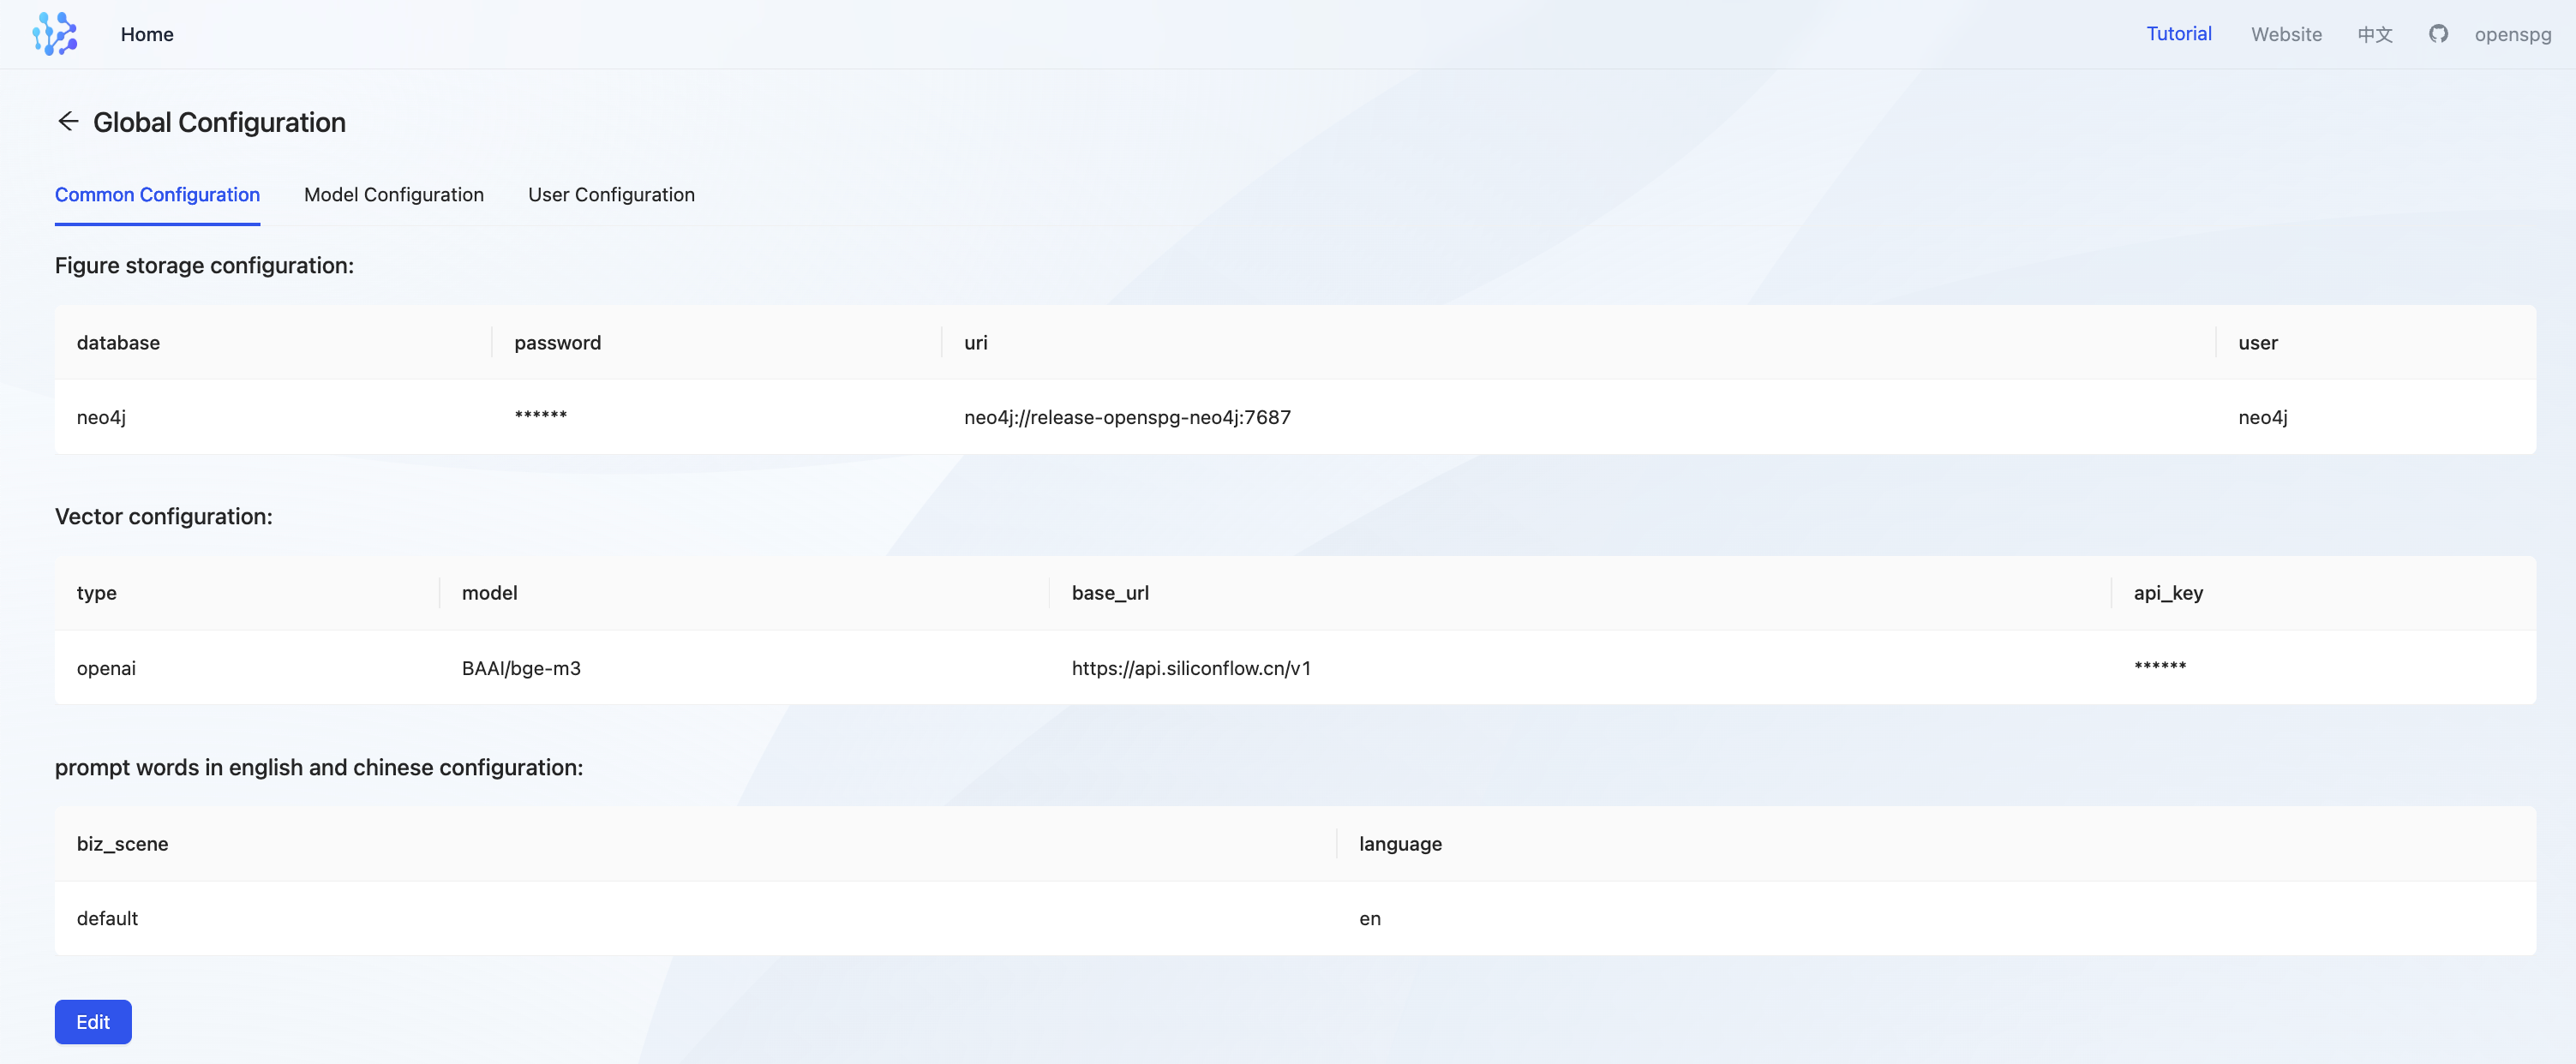 Home Tutorial Website 中文 openspg
Global Configuration
Common Configuration Model Configuration User Configuration
Figure storage configuration:
database password uri user
neo4j ****** neo4j://release-openspg-neo4j:7687 neo4j
Vector configuration:
type model base_url api_key
openai BAAI/bge-m3 https://api.siliconflow.cn/v1 ******
prompt words in english and chinese configuration:
biz_scene language
default en
Edit